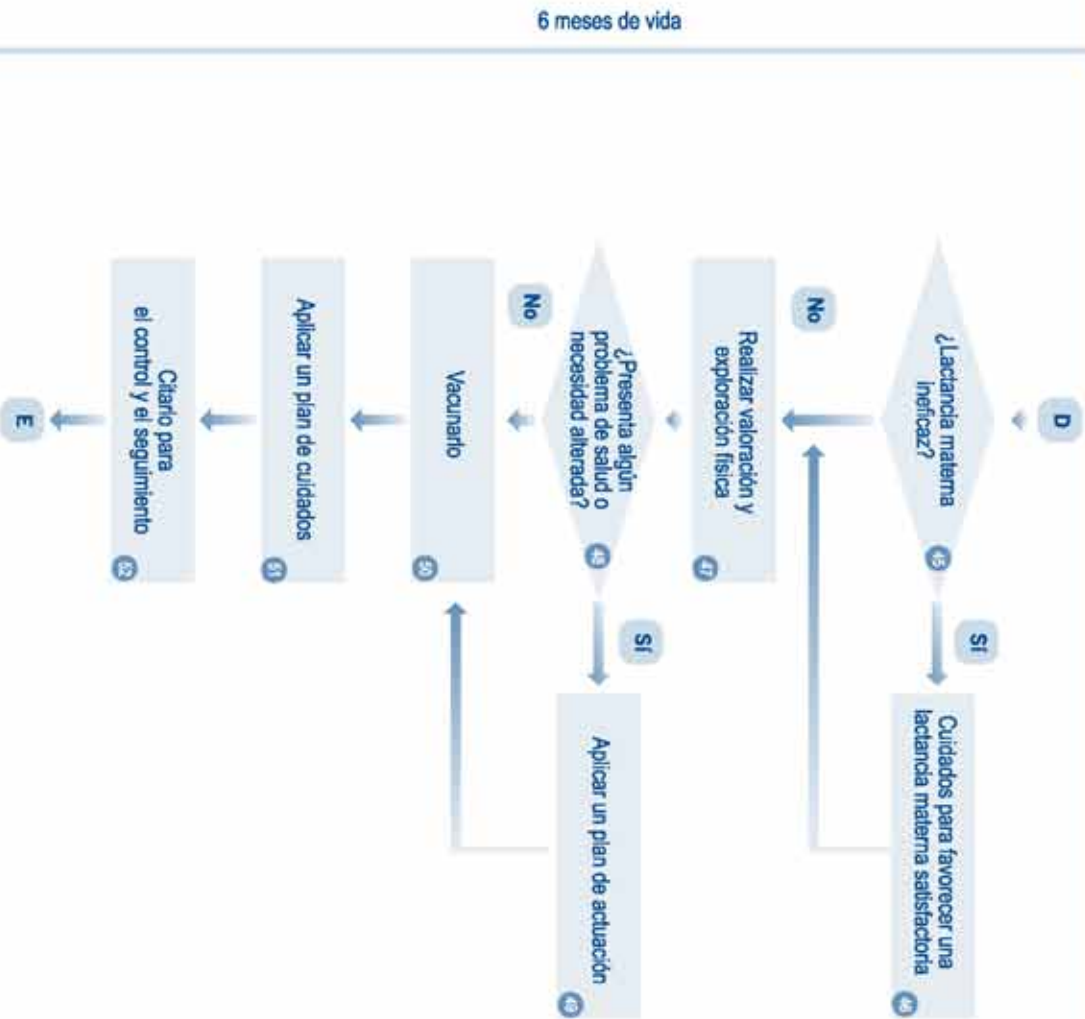 6 meses de vida
D
¿Lactancia materna
ineficaz?
45
Sí
Cuidados para favorecer una
lactancia materna satisfactoria
46
No
Realizar valoración y
exploración física
47
¿Presenta algún
problema de salud o
necesidad alterada?
48
Sí
Aplicar un plan de actuación
49
No
Vacunarlo
50
Aplicar un plan de cuidados
51
Citarlo para
el control y el seguimiento
52
E